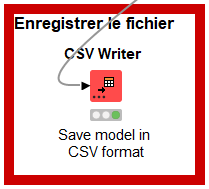 Enregistrer le fichier
CSV Writer
Save model in
CSV format